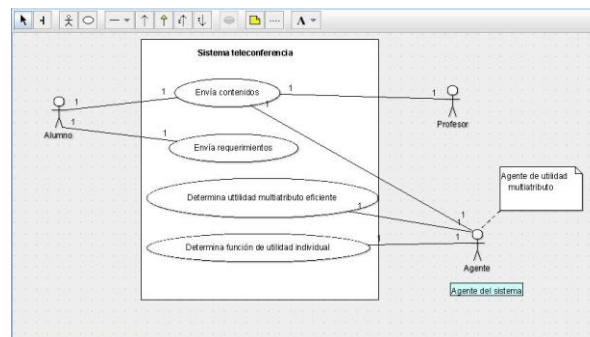 A
Sistema teleconferencia
Envía contenidos
1
1
1
1
1
Alumno
1
1
Envía requerimientos
Profesor
Agente de utilidad
multiatributo
Determina utilidad multiatributo eficiente
1
1
Determina función de utilidad individual
1
1
1
Agente
Agente del sistema